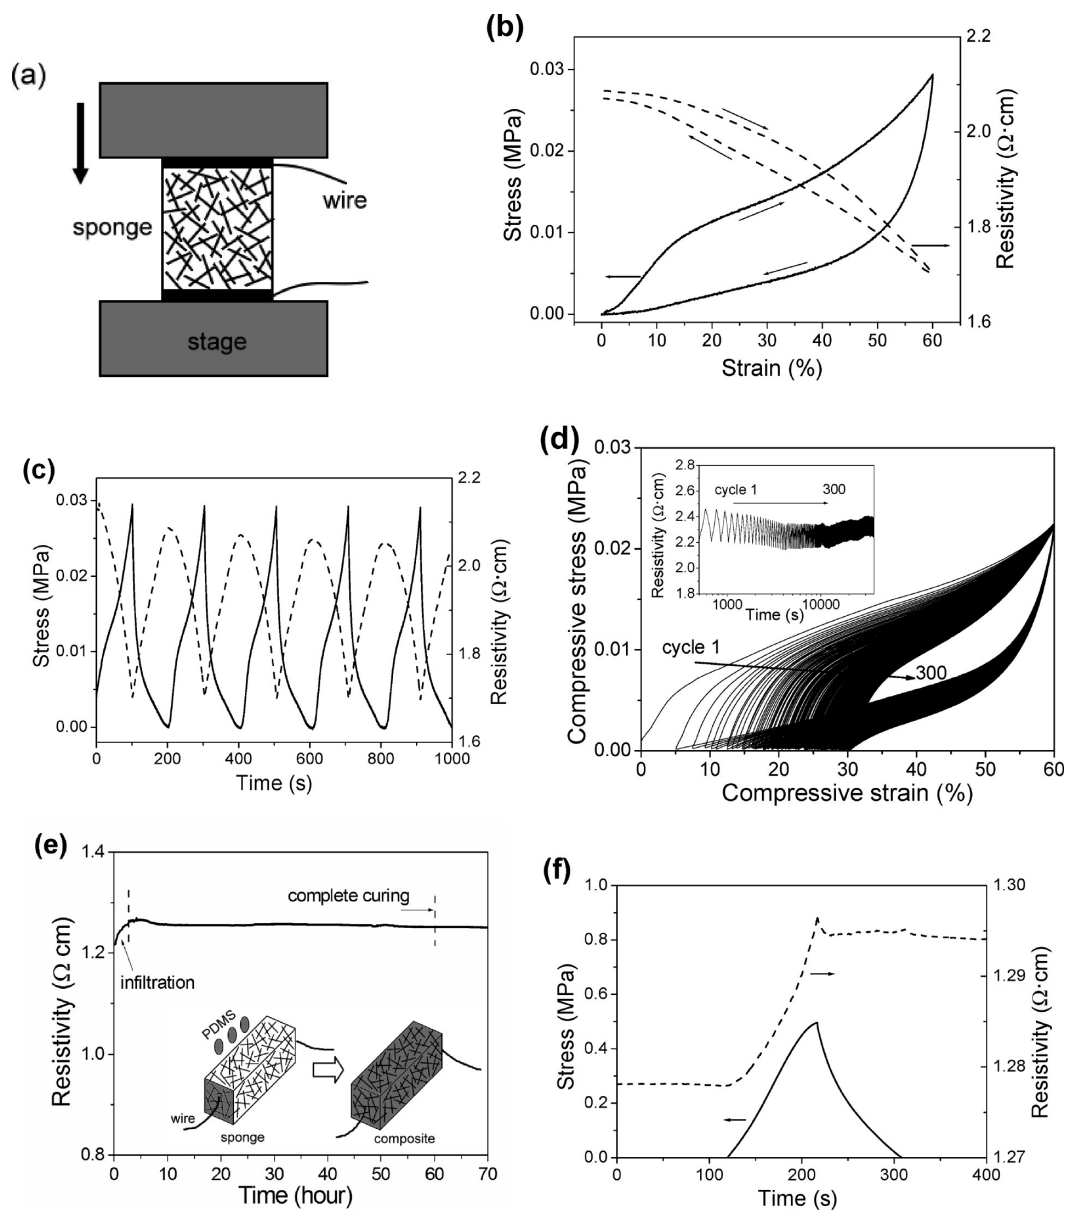 (a)
sponge
wire
stage
(b)
Stress (MPa)
0.03
0.02
0.01
0.00
0 10 20 30 40 50 60
Strain (%)
2.2
2.0
1.8
1.6
Resistivity (Ω·cm)
(c)
Stress (MPa)
0.03
0.02
0.01
0.00
0 200 400 600 800 1000
Time (s)
2.2
2.0
1.8
1.6
Resistivity (Ω·cm)
(d)
Compressive stress (MPa)
0.03
0.02
0.01
0.00
0 10 20 30 40 50 60
Compressive strain (%)
cycle 1
300
Resistivity (Ω·cm)
2.8
2.6
2.4
2.2
2.0
1.8
cycle 1 300
1000 10000
Time (s)
(e)
Resistivity (Ω cm)
1.4
1.2
1.0
0.8
0 10 20 30 40 50 60 70
Time (hour)
complete curing
infiltration
PDMS
wire
sponge
composite
(f)
Stress (MPa)
1.0
0.8
0.6
0.4
0.2
0.0
0 100 200 300 400
Time (s)
1.30
1.29
1.28
1.27
Resistivity (Ω·cm)